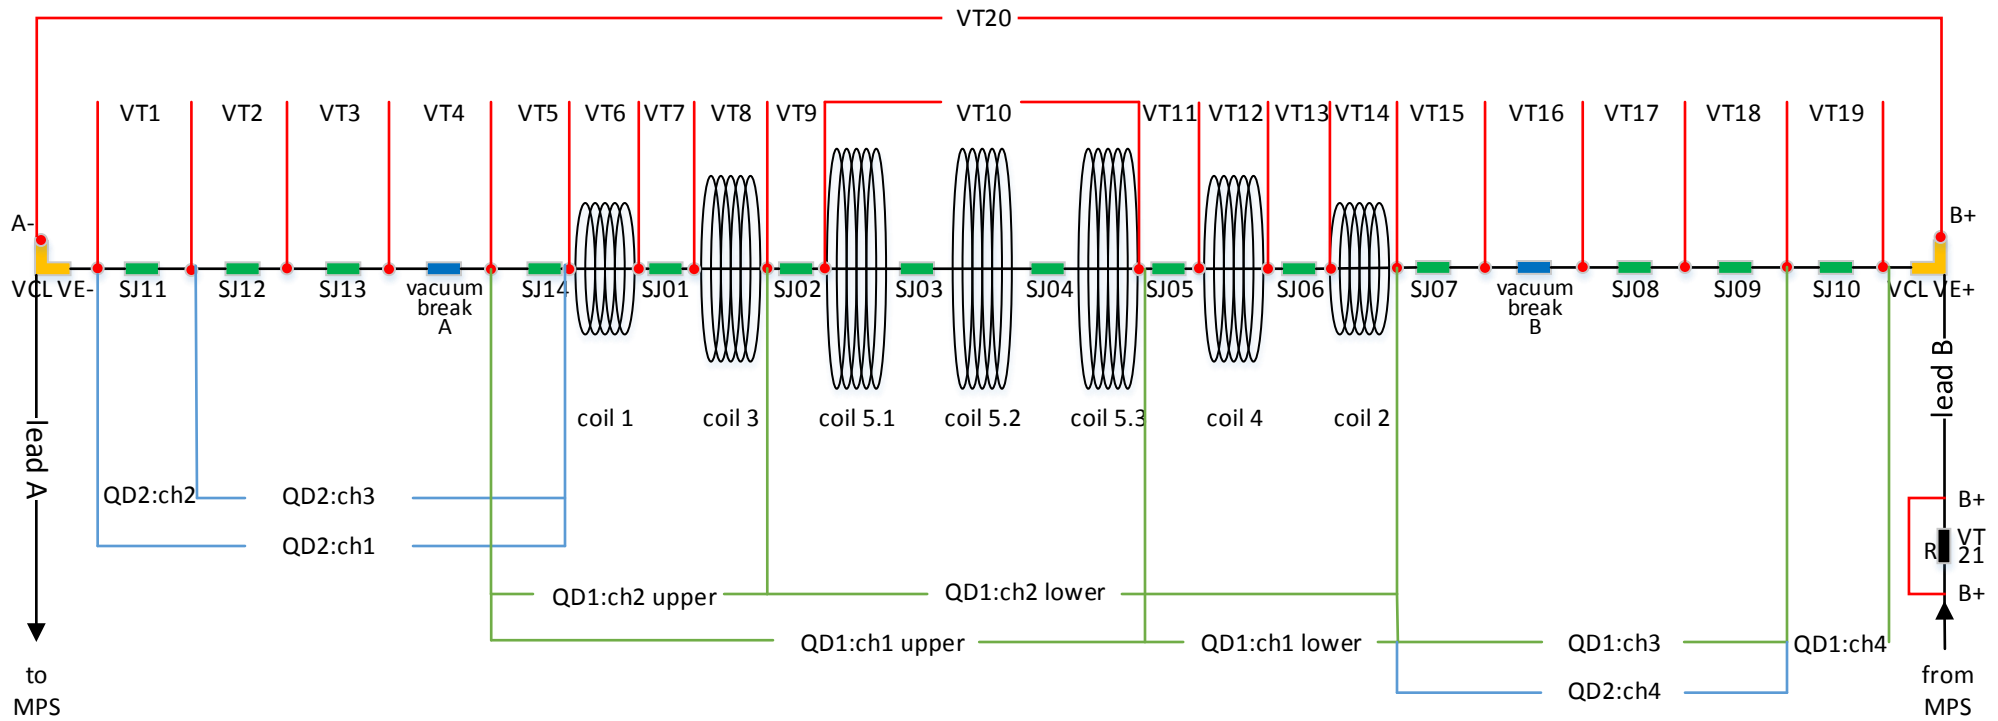 VT20
VT1 VT2 VT3 VT4 VT5 VT6 VT7 VT8 VT9 VT10 VT11 VT12 VT13 VT14 VT15 VT16 VT17 VT18 VT19
A- B+
VCL VE- SJ11 SJ12 SJ13 vacuum SJ14 SJ01 SJ02 SJ03 SJ04 SJ05 SJ06 SJ07 vacuum SJ08 SJ09 SJ10 VCL VE+
break break
A B
lead A
lead B
coil 1 coil 3 coil 5.1 coil 5.2 coil 5.3 coil 4 coil 2
QD2:ch2 QD2:ch3 B+
QD2:ch1 R VT
21
QD1:ch2 upper QD1:ch2 lower B+
QD1:ch1 upper QD1:ch1 lower QD1:ch3 QD1:ch4
to QD2:ch4 from
MPS MPS